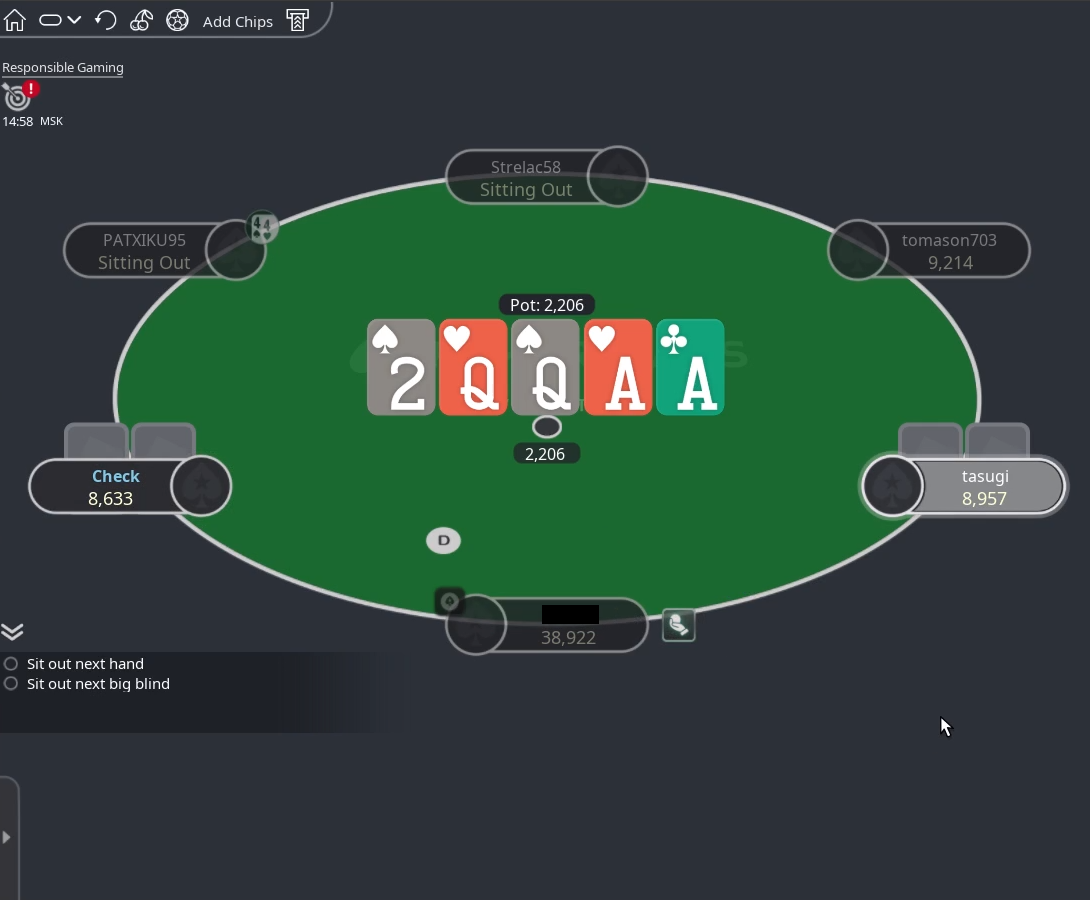 Add Chips
Responsible Gaming
!
14:58 MSK
Strelac58
Sitting Out
PATXIKU95
Sitting Out
44
tomason703
9,214
Pot: 2,206
2 Q Q A A
2,206
Check
8,633
tasugi
8,957
D
38,922
Sit out next hand
Sit out next big blind